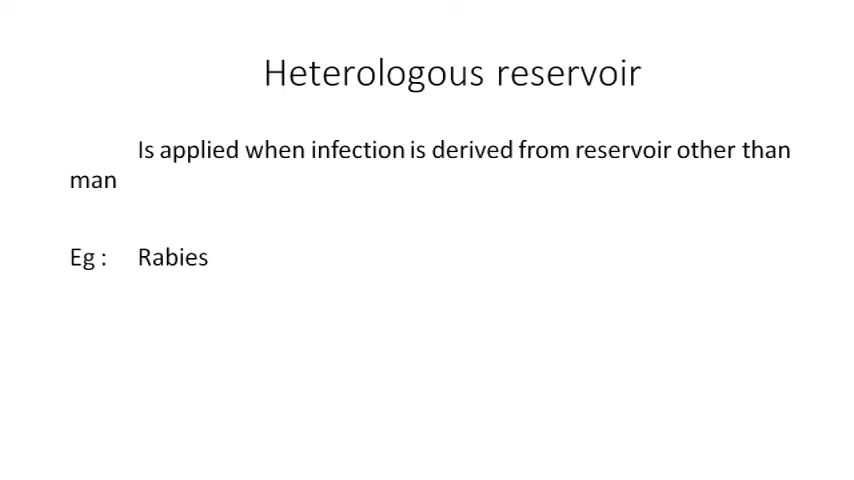 Heterologous reservoir
Is applied when infection is derived from reservoir other than
man
Eg : Rabies